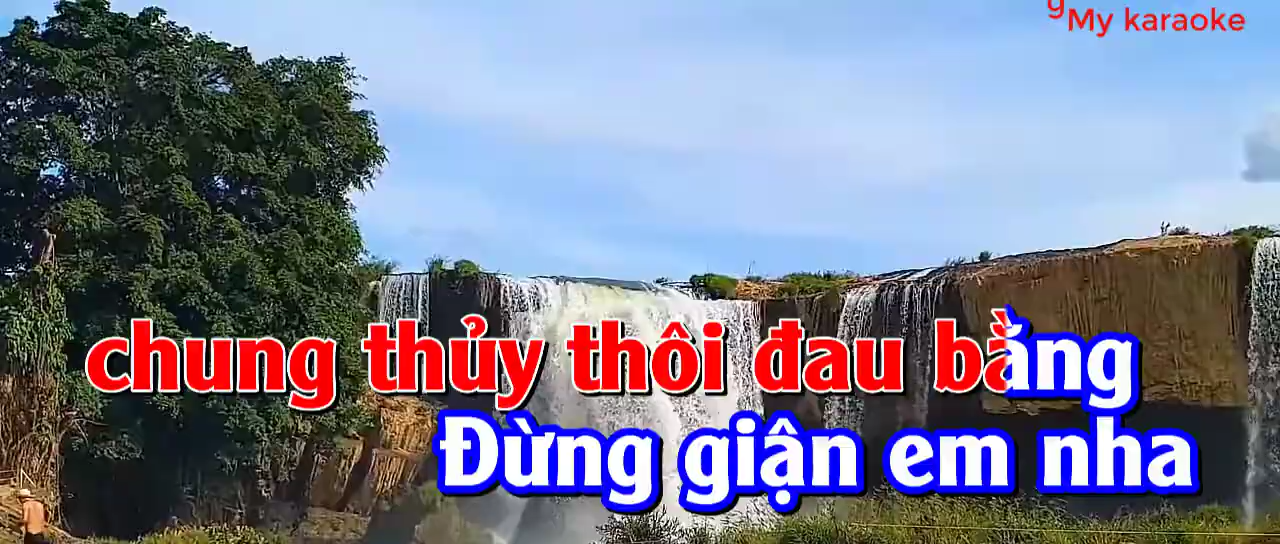 g
My karaoke
chung thủy thôi đau bằng
Đừng giận em nha